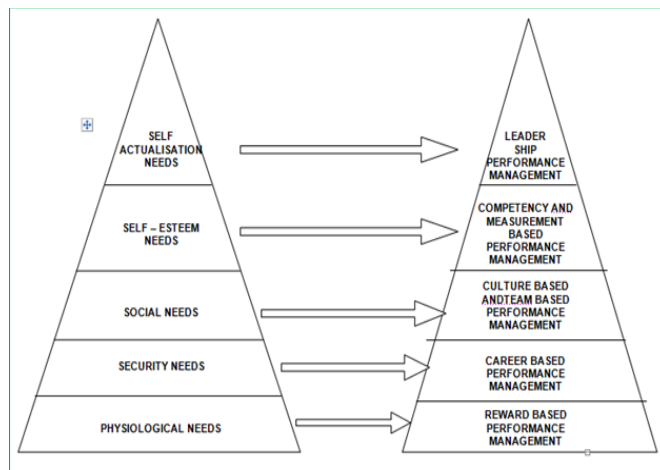 SELF
ACTUALISATION
NEEDS
LEADER
SHIP
PERFORMANCE
MANAGEMENT
SELF – ESTEEM
NEEDS
COMPETENCY AND
MEASUREMENT
BASED
PERFORMANCE
MANAGEMENT
SOCIAL NEEDS
CULTURE BASED
ANDTEAM BASED
PERFORMANCE
MANAGEMENT
SECURITY NEEDS
CAREER BASED
PERFORMANCE
MANAGEMENT
PHYSIOLOGICAL NEEDS
REWARD BASED
PERFORMANCE
MANAGEMENT